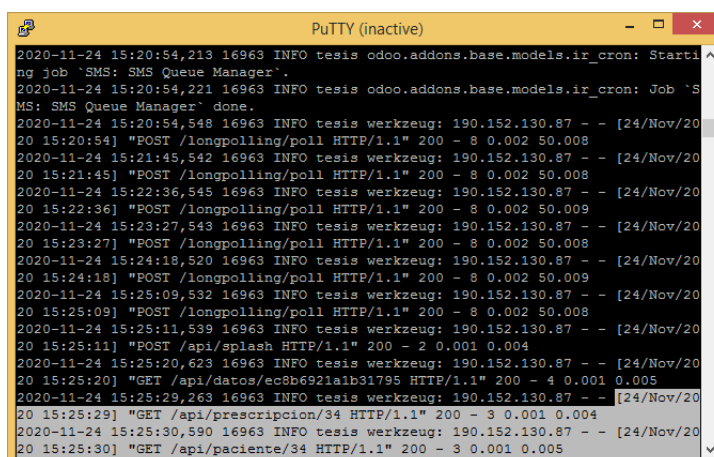 PuTTY (inactive)
2020-11-24 15:20:54,213 16963 INFO tesis odoo.addons.base.models.ir_cron: Starti
ng job `SMS: SMS Queue Manager`.
2020-11-24 15:20:54,221 16963 INFO tesis odoo.addons.base.models.ir_cron: Job `S
MS: SMS Queue Manager` done.
2020-11-24 15:20:54,548 16963 INFO tesis werkzeug: 190.152.130.87 - - [24/Nov/20
20 15:20:54] "POST /longpolling/poll HTTP/1.1" 200 - 8 0.002 50.008
2020-11-24 15:21:45,542 16963 INFO tesis werkzeug: 190.152.130.87 - - [24/Nov/20
20 15:21:45] "POST /longpolling/poll HTTP/1.1" 200 - 8 0.002 50.008
2020-11-24 15:22:36,545 16963 INFO tesis werkzeug: 190.152.130.87 - - [24/Nov/20
20 15:22:36] "POST /longpolling/poll HTTP/1.1" 200 - 8 0.002 50.009
2020-11-24 15:23:27,543 16963 INFO tesis werkzeug: 190.152.130.87 - - [24/Nov/20
20 15:23:27] "POST /longpolling/poll HTTP/1.1" 200 - 8 0.002 50.008
2020-11-24 15:24:18,520 16963 INFO tesis werkzeug: 190.152.130.87 - - [24/Nov/20
20 15:24:18] "POST /longpolling/poll HTTP/1.1" 200 - 8 0.002 50.009
2020-11-24 15:25:09,532 16963 INFO tesis werkzeug: 190.152.130.87 - - [24/Nov/20
20 15:25:09] "POST /longpolling/poll HTTP/1.1" 200 - 8 0.002 50.008
2020-11-24 15:25:11,539 16963 INFO tesis werkzeug: 190.152.130.87 - - [24/Nov/20
20 15:25:11] "POST /api/splash HTTP/1.1" 200 - 2 0.001 0.004
2020-11-24 15:25:20,623 16963 INFO tesis werkzeug: 190.152.130.87 - - [24/Nov/20
20 15:25:20] "GET /api/datos/ec8b6921a1b31795 HTTP/1.1" 200 - 4 0.001 0.005
2020-11-24 15:25:29,263 16963 INFO tesis werkzeug: 190.152.130.87 - - [24/Nov/20
20 15:25:29] "GET /api/prescripcion/34 HTTP/1.1" 200 - 3 0.001 0.004
2020-11-24 15:25:30,590 16963 INFO tesis werkzeug: 190.152.130.87 - - [24/Nov/20
20 15:25:30] "GET /api/paciente/34 HTTP/1.1" 200 - 3 0.001 0.005